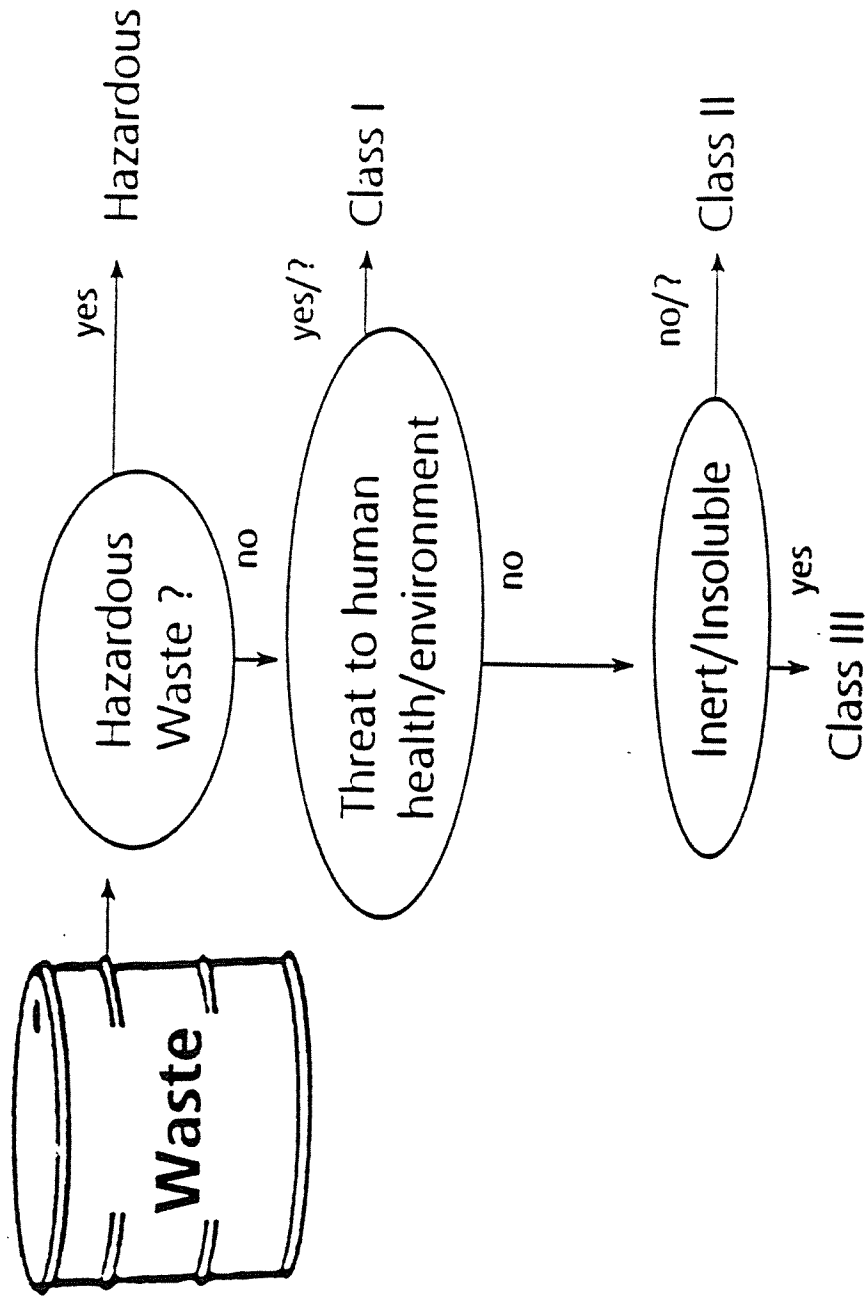 Waste
Hazardous
Waste ?
yes
Hazardous
no
Threat to human
health/environment
yes/?
Class I
no
Inert/Insoluble
no/?
Class II
yes
Class III